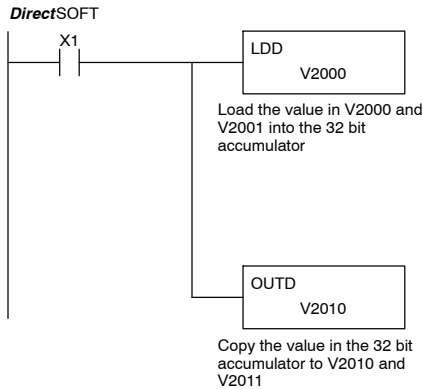 DirectSOFT
X1
LDD
V2000
Load the value in V2000 and
V2001 into the 32 bit
accumulator
OUTD
V2010
Copy the value in the 32 bit
accumulator to V2010 and
V2011